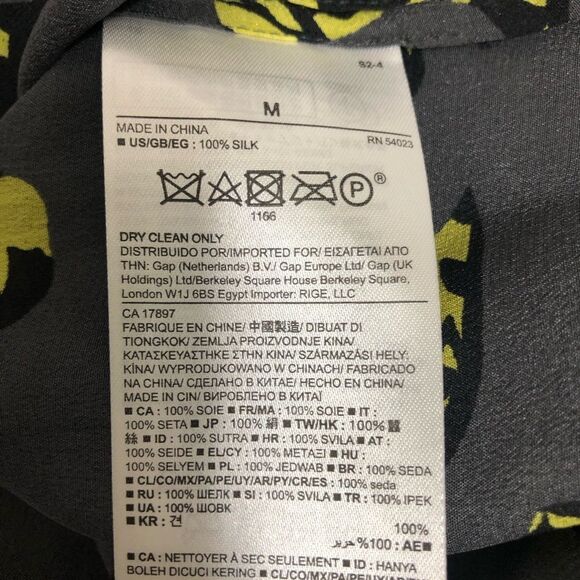 S2-4
M
MADE IN CHINA
RN 54023
■ US/GB/EG : 100% SILK
P ®
1166
DRY CLEAN ONLY
DISTRIBUIDO POR/IMPORTED FOR/ ΕΙΣΑΓΕΤΑΙ ΑΠΟ
THN: Gap (Netherlands) B.V./ Gap Europe Ltd/ Gap (UK
Holdings) Ltd/Berkeley Square House Berkeley Square,
London W1J 6BS Egypt Importer: RIGE, LLC
CA 17897
FABRIQUE EN CHINE/ 中國製造/ DIBUAT DI
TIONGKOK/ ZEMLJA PROIZVODNJE KINA/
ΚΑΤΑΣΚΕΥΑΣΤΗΚΕ ΣΤΗΝ ΚΙΝΑ/ SZÁRMAZÁSI HELY:
KÍNA/ WYPRODUKOWANO W CHINACH/ FABRICADO
NA CHINA/ СДЕЛАНО В КИТАЕ/ HECHO EN CHINA/
MADE IN CIN/ ВИРОБЛЕНО В КИТАЇ
■ CA : 100% SOIE ■ FR/MA : 100% SOIE ■ IT :
100% SETA ■ JP : 100% 絹 ■ TW/HK : 100% 蠶
絲 ■ ID : 100% SUTRA ■ HR : 100% SVILA ■ AT :
100% SEIDE ■ EL/CY : 100% ΜΕΤΑΞΙ ■ HU :
100% SELYEM ■ PL : 100% JEDWAB ■ BR : 100% SEDA
■ CL/CO/MX/PA/PE/UY/AR/PY/CR/ES : 100% seda
■ RU : 100% ШЕЛК ■ SI : 100% SVILA ■ TR : 100% IPEK
■ UA : 100% ШОВК
■ KR : 견 100%
■AE : %100 حرير
■ CA : NETTOYER À SEC SEULEMENT ■ ID : HANYA
BOLEH DICUCI KERING ■ CL/CO/MX/PA/PE/